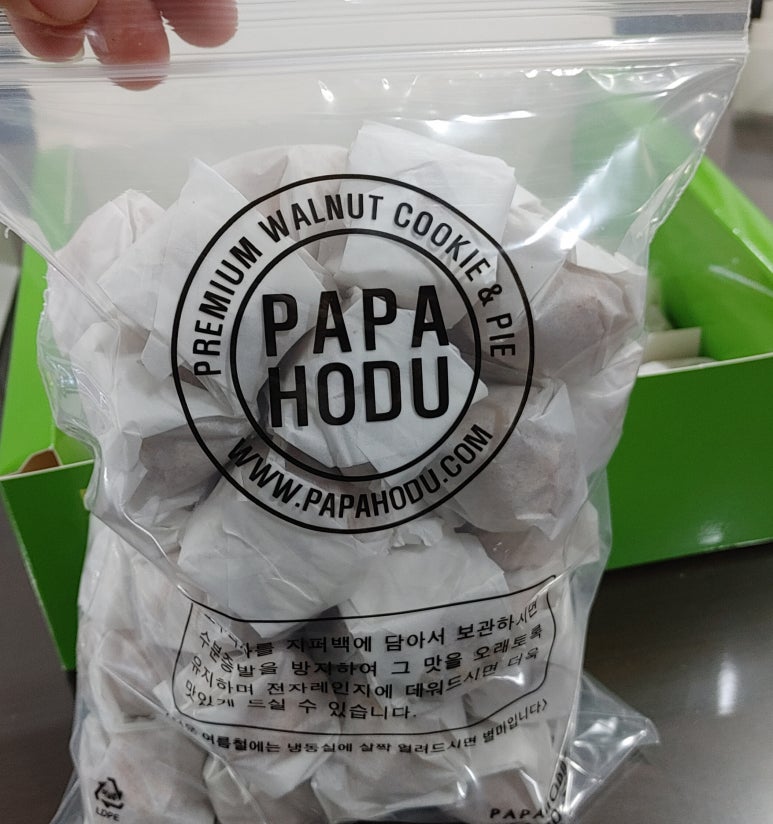 PREMIUM WALNUT COOKIE & PIE
PAPA
HODU
WWW.PAPAHODU.COM
지퍼백에 담아서 보관하시면
수분증발을 방지하여 그 맛을 오래토록
유지하며 전자레인지에 데워드시면 더욱
맛있게 드실 수 있습니다.
여름철에는 냉동실에 살짝 얼려드시면 별미입니다>
LDPE
PAPA